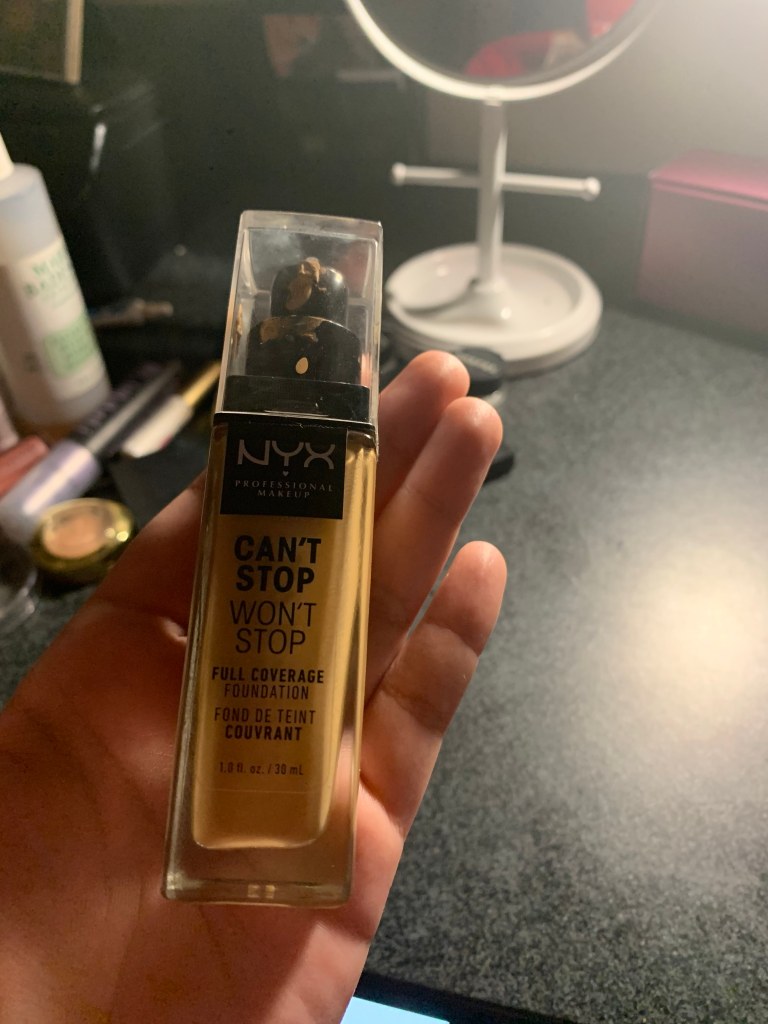 NYX
PROFESSIONAL
MAKEUP
CAN'T
STOP
WON'T
STOP
FULL COVERAGE
FOUNDATION
FOND DE TEINT
COUVRANT
1.0 fl. oz. / 30 mL